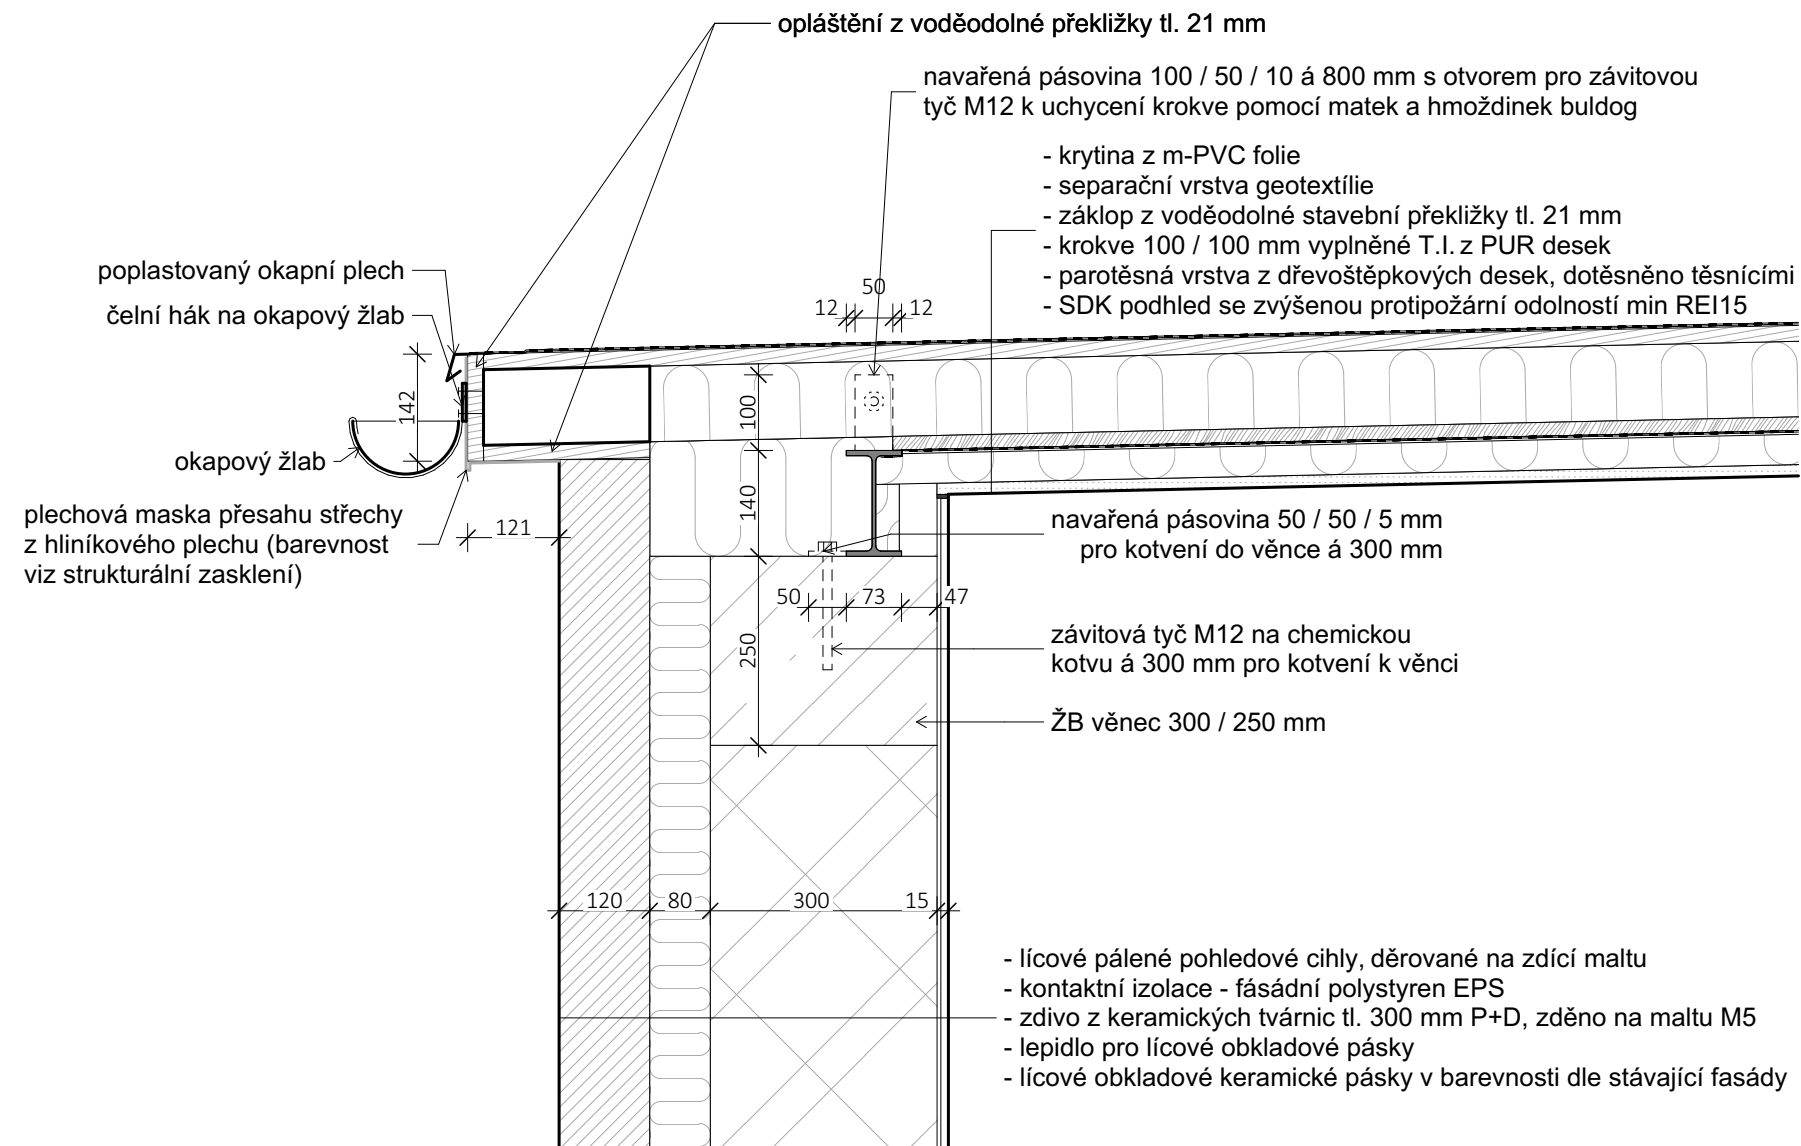 opláštění z voděodolné překližky tl. 21 mm
navařená pásovina 100 / 50 / 10 á 800 mm s otvorem pro závitovou
tyč M12 k uchycení krokve pomocí matek a hmoždinek buldog
- krytina z m-PVC folie
- separační vrstva geotextílie
- záklop z voděodolné stavební překližky tl. 21 mm
- krokve 100 / 100 mm vyplněné T.I. z PUR desek
- parotěsná vrstva z dřevoštěpkových desek, dotěsněno těsnícími
- SDK podhled se zvýšenou protipožární odolností min REI15
poplastovaný okapní plech
čelní hák na okapový žlab
50
12
12
142
100
okapový žlab
140
plechová maska přesahu střechy
z hliníkového plechu (barevnost
viz strukturální zasklení)
121
navařená pásovina 50 / 50 / 5 mm
pro kotvení do věnce á 300 mm
50
73
47
250
závitová tyč M12 na chemickou
kotvu á 300 mm pro kotvení k věnci
ŽB věnec 300 / 250 mm
120
80
300
15
- lícové pálené pohledové cihly, děrované na zdící maltu
- kontaktní izolace - fásádní polystyren EPS
- zdivo z keramických tvárnic tl. 300 mm P+D, zděno na maltu M5
- lepidlo pro lícové obkladové pásky
- lícové obkladové keramické pásky v barevnosti dle stávající fasády